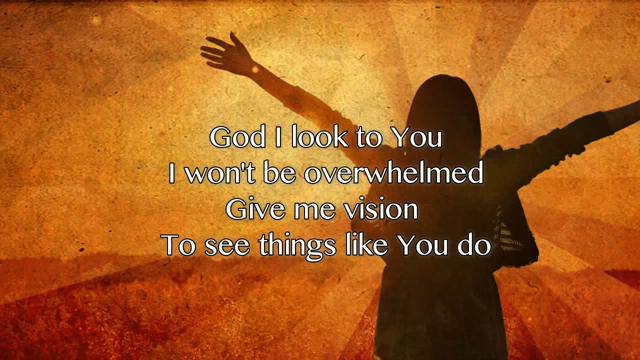 God I look to You
I won't be overwhelmed
Give me vision
To see things like You do